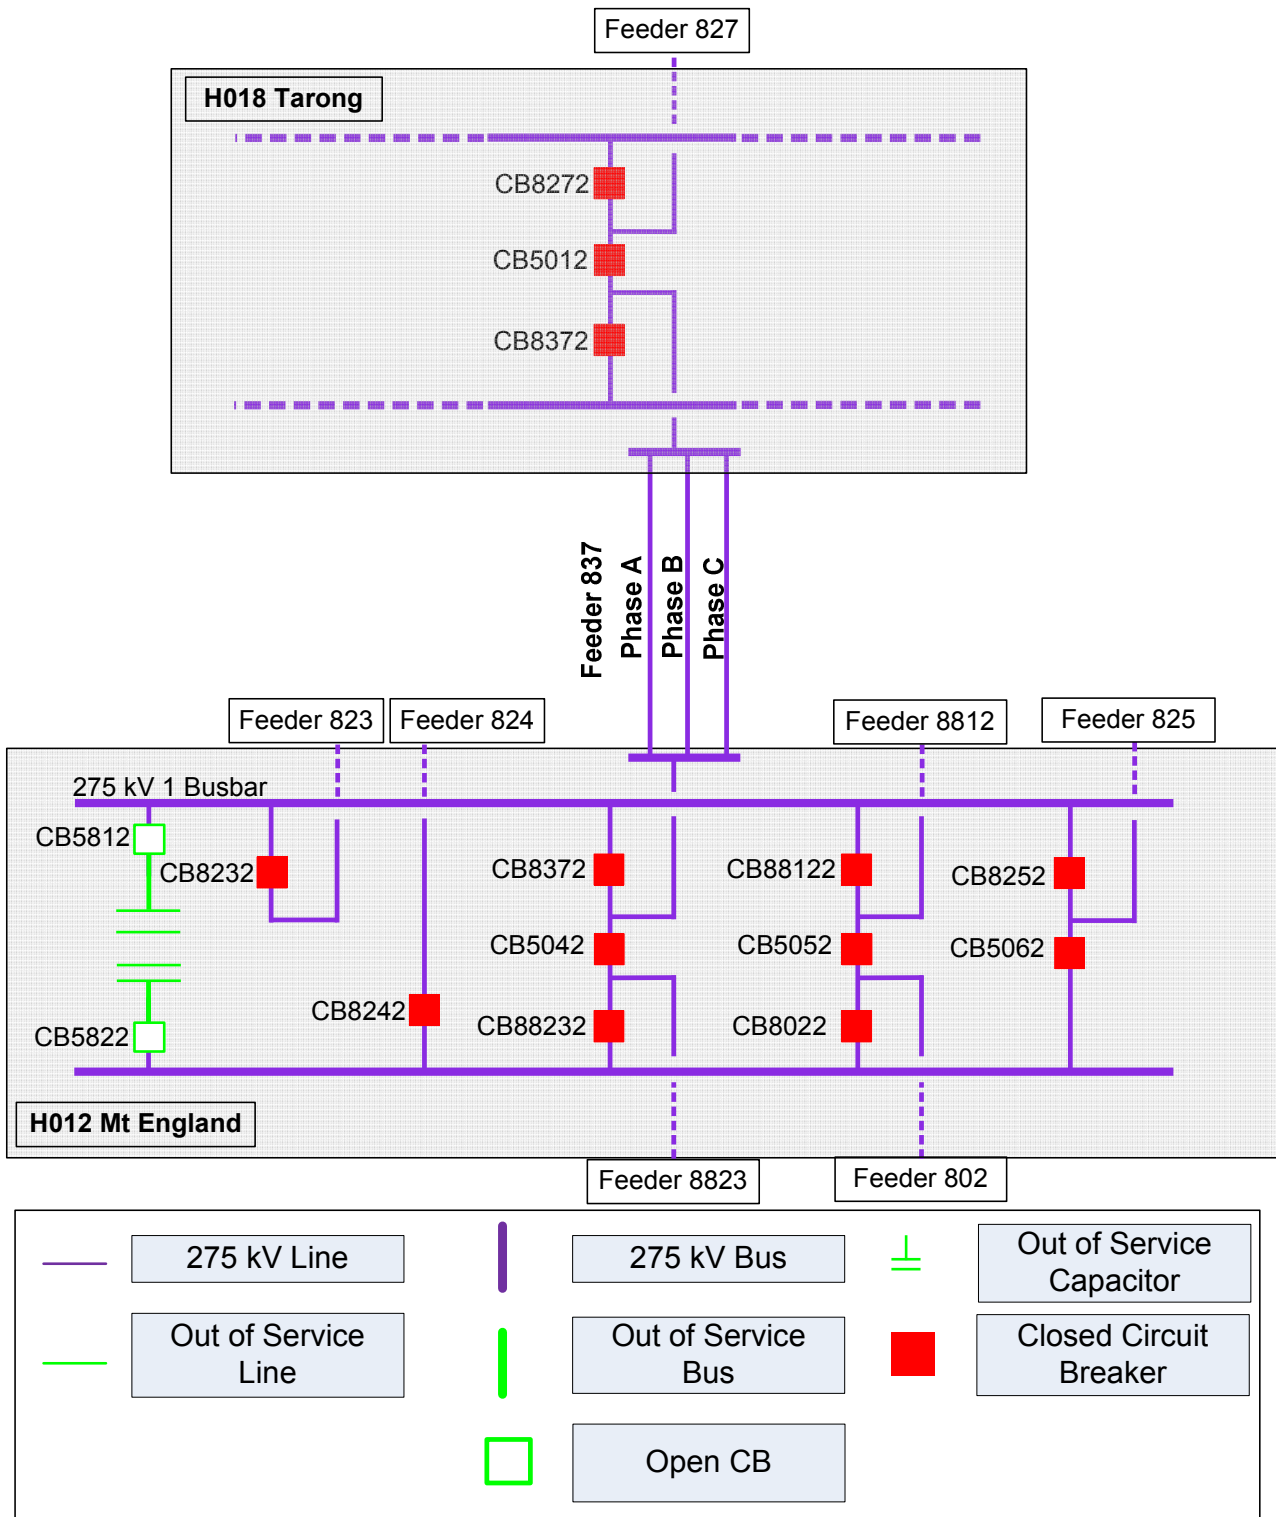 Feeder 827
H018 Tarong
CB8272
CB5012
CB8372
Feeder 837
Phase A
Phase B
Phase C
Feeder 823
Feeder 824
Feeder 8812
Feeder 825
275 kV 1 Busbar
CB5812
CB8232
CB8372
CB88122
CB8252
CB5042
CB5052
CB5062
CB8242
CB88232
CB8022
CB5822
H012 Mt England
Feeder 8823
Feeder 802
275 kV Line
275 kV Bus
Out of Service
Capacitor
Out of Service
Line
Out of Service
Bus
Closed Circuit
Breaker
Open CB